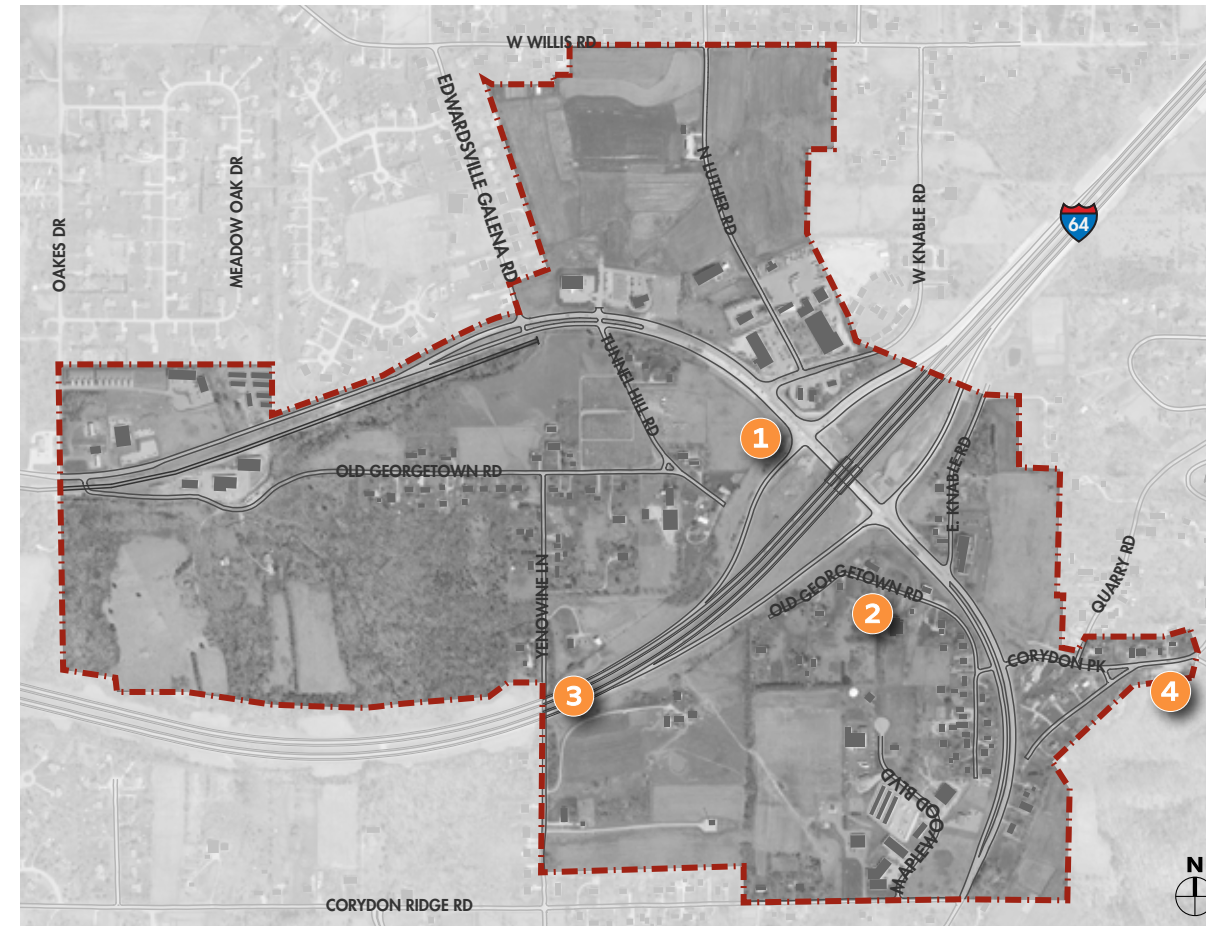 W WILLIS RD
EDWARDSVILLE GALENA RD
OAKES DR
MEADOW OAK DR
N LUTHER RD
W KNABLE RD
64
TUNNEL HILL RD
1
OLD GEORGETOWN RD
E. KNABLE RD
YENOWINE LN
QUARRY RD
OLD GEORGETOWN RD
2
CORYDON PK
3
4
MAPLEWOOD BLVD
N
CORYDON RIDGE RD